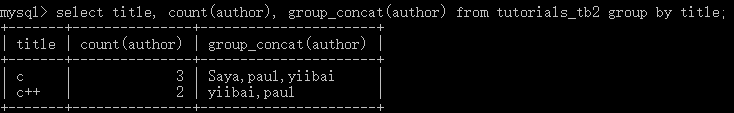 mysql> select title, count(author), group_concat(author) from tutorials_tb2 group by title;
+-------+---------------+----------------------+
| title | count(author) | group_concat(author) |
+-------+---------------+----------------------+
| c     |             3 | Saya,paul,yiibai     |
| c++   |             2 | yiibai,paul          |
+-------+---------------+----------------------+